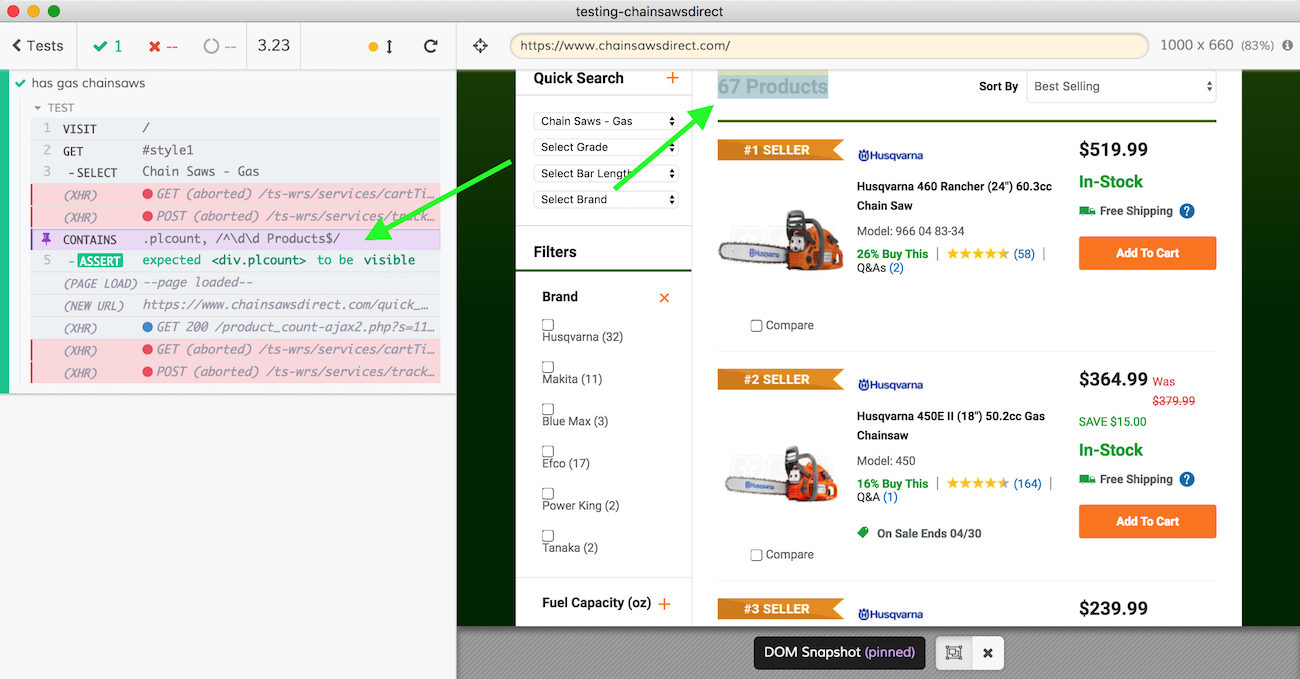 testing-chainsawsdirect
Tests
1
--
--
3.23
https://www.chainsawsdirect.com/
1000 x 660 (83%)
has gas chainsaws
TEST
1 VISIT /
2 GET #style1
3 -SELECT Chain Saws - Gas
(XHR) GET (aborted) /ts-wrs/services/cartTi…
(XHR) POST (aborted) /ts-wrs/services/track…
CONTAINS .plcount, /^\d\d Products$/
5 -ASSERT expected <div.plcount> to be visible
(PAGE LOAD) --page loaded--
(NEW URL) https://www.chainsawsdirect.com/quick_…
(XHR) GET 200 /product_count-ajax2.php?s=11…
(XHR) GET (aborted) /ts-wrs/services/cartTi…
(XHR) POST (aborted) /ts-wrs/services/track…
Quick Search +
Chain Saws - Gas
Select Grade
Select Bar Length
Select Brand
Filters
Brand
Husqvarna (32)
Makita (11)
Blue Max (3)
Efco (17)
Power King (2)
Tanaka (2)
Fuel Capacity (oz) +
67 Products
Sort By
Best Selling
#1 SELLER
Husqvarna
Husqvarna 460 Rancher (24") 60.3cc
Chain Saw
Model: 966 04 83-34
26% Buy This | (58) |
Q&As (2)
Compare
$519.99
In-Stock
Free Shipping ?
Add To Cart
#2 SELLER
Husqvarna
Husqvarna 450E II (18") 50.2cc Gas
Chainsaw
Model: 450
16% Buy This | (164) |
Q&A (1)
On Sale Ends 04/30
Compare
$364.99 Was
$379.99
SAVE $15.00
In-Stock
Free Shipping ?
Add To Cart
#3 SELLER
Husqvarna
$239.99
DOM Snapshot (pinned)